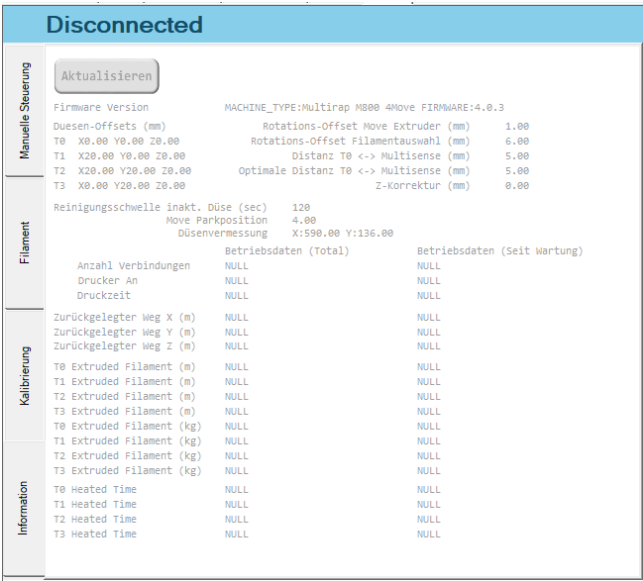 Disconnected
Manuelle Steuerung
Filament
Kalibrierung
Information
Aktualisieren
Firmware Version MACHINE_TYPE:Multirap M800 4Move FIRMWARE:4.0.3
Duesen-Offsets (mm) Rotations-Offset Move Extruder (mm) 1.00
T0 X0.00 Y0.00 Z0.00 Rotations-Offset Filamentauswahl (mm) 6.00
T1 X20.00 Y0.00 Z0.00 Distanz T0 <-> Multisense (mm) 5.00
T2 X20.00 Y20.00 Z0.00 Optimale Distanz T0 <-> Multisense (mm) 5.00
T3 X0.00 Y20.00 Z0.00 Z-Korrektur (mm) 0.00
Reinigungsschwelle inakt. Düse (sec) 120
Move Parkposition 4.00
Düsenvermessung X:590.00 Y:136.00
Betriebsdaten (Total) Betriebsdaten (Seit Wartung)
Anzahl Verbindungen NULL NULL
Drucker An NULL NULL
Druckzeit NULL NULL
Zurückgelegter Weg X (m) NULL NULL
Zurückgelegter Weg Y (m) NULL NULL
Zurückgelegter Weg Z (m) NULL NULL
T0 Extruded Filament (m) NULL NULL
T1 Extruded Filament (m) NULL NULL
T2 Extruded Filament (m) NULL NULL
T3 Extruded Filament (m) NULL NULL
T0 Extruded Filament (kg) NULL NULL
T1 Extruded Filament (kg) NULL NULL
T2 Extruded Filament (kg) NULL NULL
T3 Extruded Filament (kg) NULL NULL
T0 Heated Time NULL NULL
T1 Heated Time NULL NULL
T2 Heated Time NULL NULL
T3 Heated Time NULL NULL